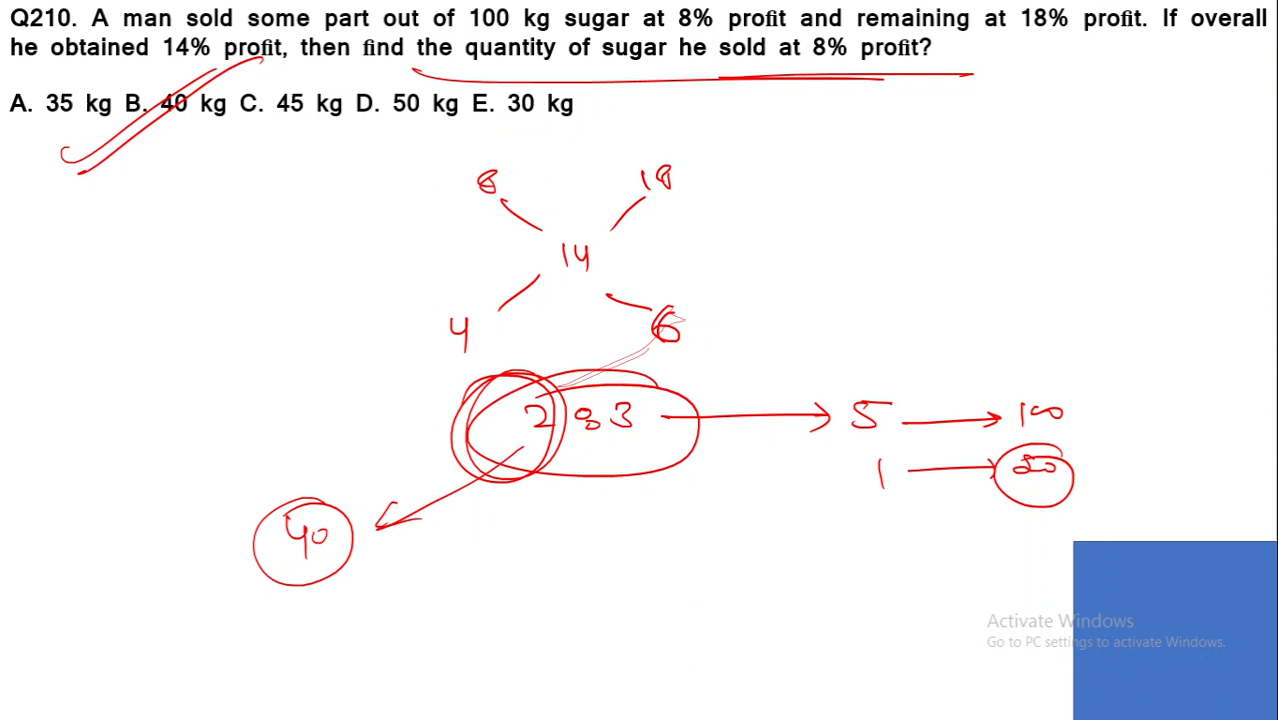 Q210. A man sold some part out of 100 kg sugar at 8% profit and remaining at 18% profit. If overall
he obtained 14% profit, then find the quantity of sugar he sold at 8% profit?
A. 35 kg B. 40 kg C. 45 kg D. 50 kg E. 30 kg
8 18
14
4 6
2 : 3 5 100
1 20
40
Activate Windows
Go to PC settings to activate Windows.